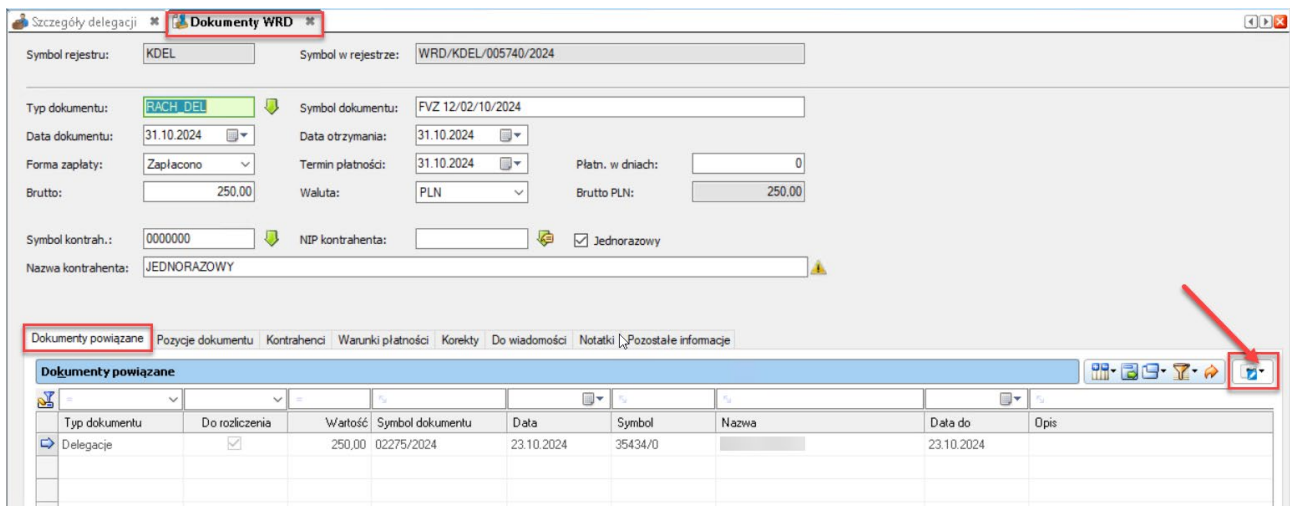 Szczegóły delegacji Dokumenty WRD
Symbol rejestru: KDEL Symbol w rejestrze: WRD/KDEL/005740/2024
Typ dokumentu: RACH_DEL Symbol dokumentu: FVZ 12/02/10/2024
Data dokumentu: 31.10.2024 Data otrzymania: 31.10.2024
Forma zapłaty: Zapłacono Termin płatności: 31.10.2024 Płatn. w dniach: 0
Brutto: 250,00 Waluta: PLN Brutto PLN: 250,00
Symbol kontrah.: 0000000 NIP kontrahenta: Jednorazowy
Nazwa kontrahenta: JEDNORAZOWY
Dokumenty powiązane Pozycje dokumentu Kontrahenci Warunki płatności Korekty Do wiadomości Notatki Pozostałe informacje
Dokumenty powiązane
Typ dokumentu Do rozliczenia Wartość Symbol dokumentu Data Symbol Nazwa Data do Opis
Delegacje 250,00 02275/2024 23.10.2024 35434/0 23.10.2024